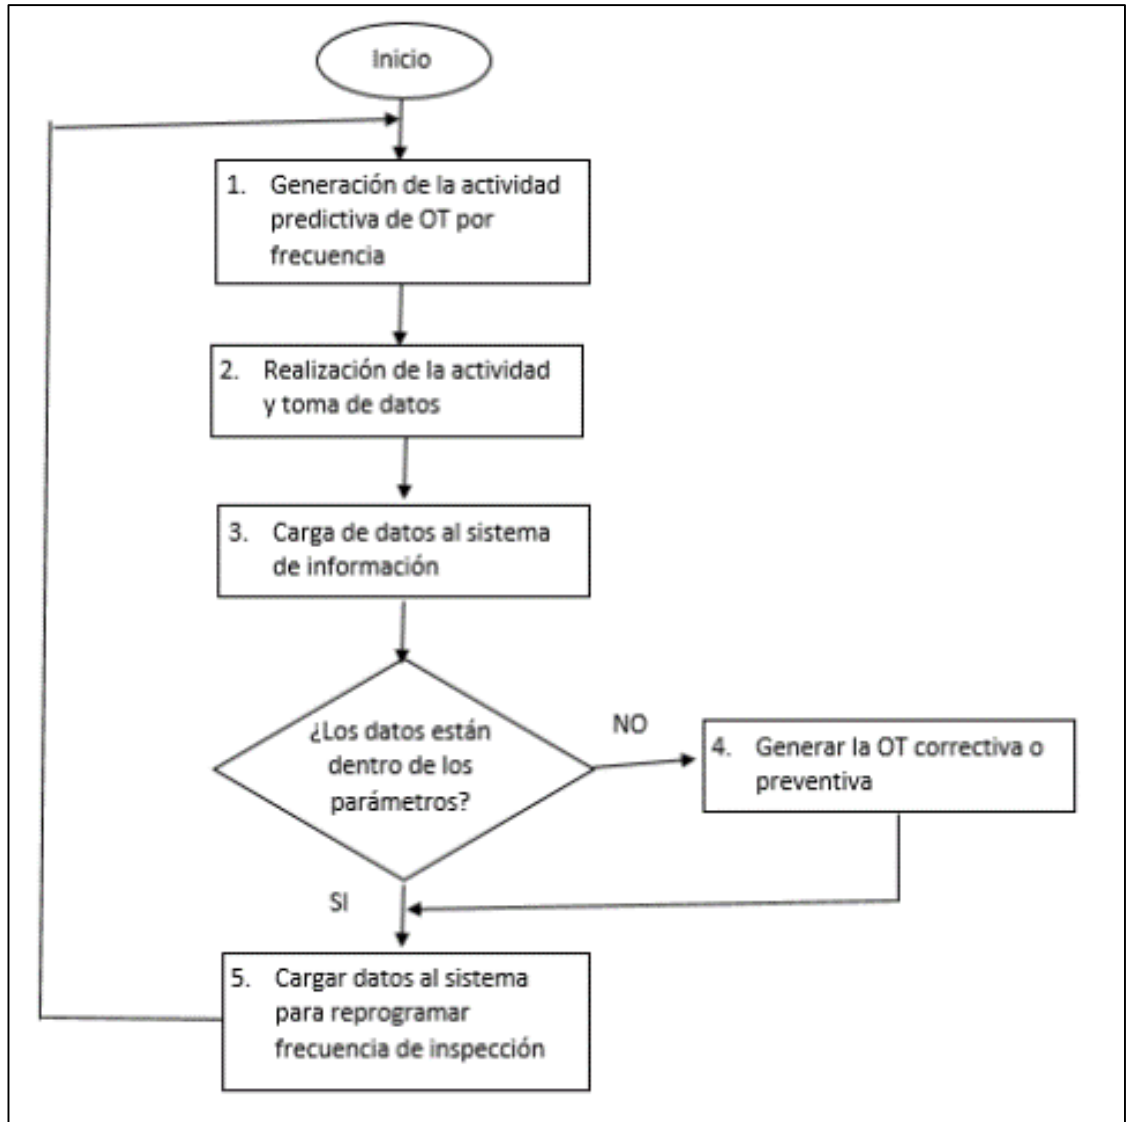 Inicio
1. Generación de la actividad
predictiva de OT por
frecuencia
2. Realización de la actividad
y toma de datos
3. Carga de datos al sistema
de información
¿Los datos están
dentro de los
parámetros?
NO
4. Generar la OT correctiva o
preventiva
SI
5. Cargar datos al sistema
para reprogramar
frecuencia de inspección